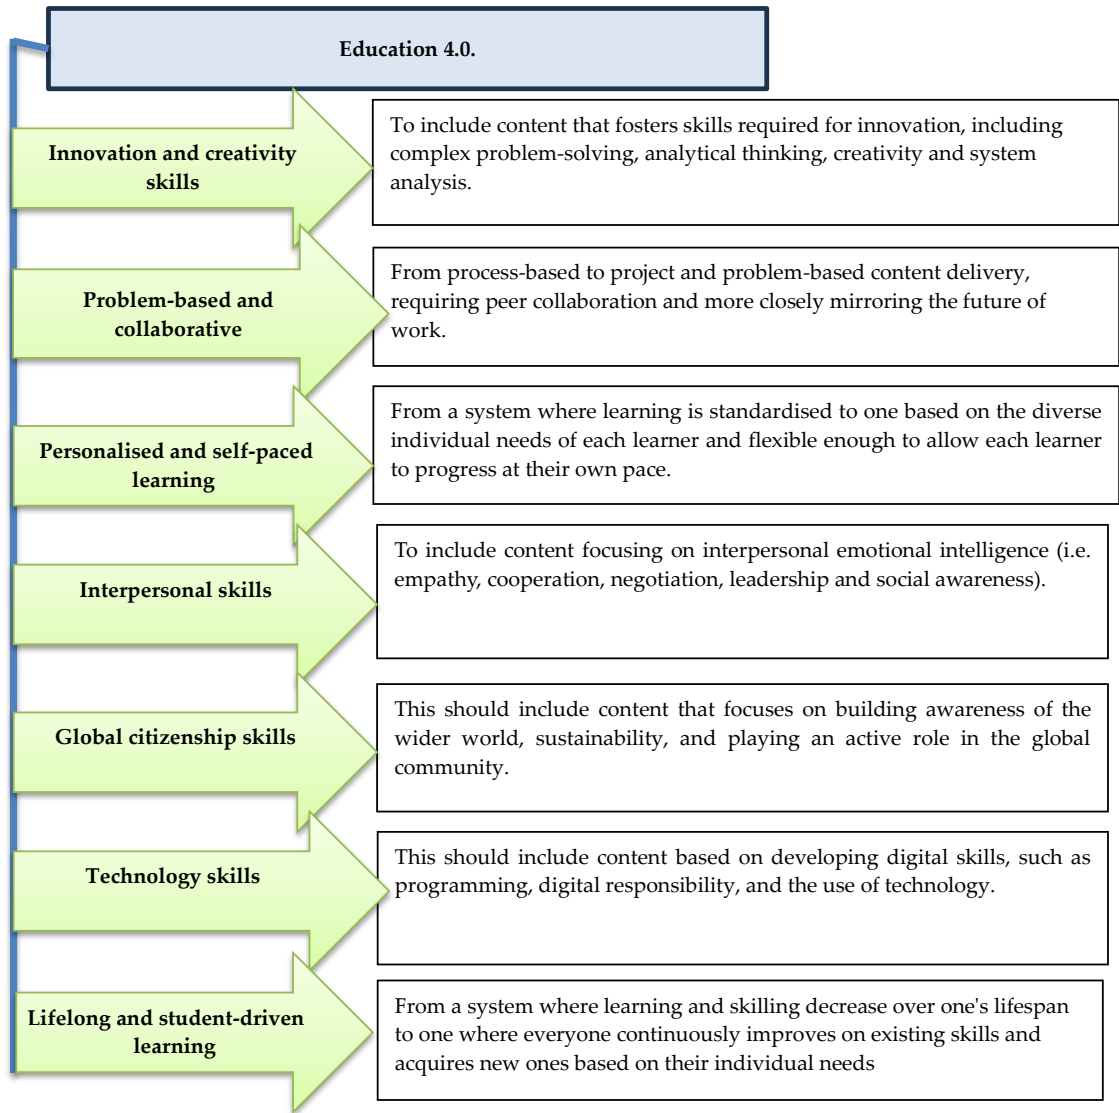 Education 4.0.
Innovation and creativity
skills
To include content that fosters skills required for innovation, including
complex problem-solving, analytical thinking, creativity and system
analysis.
Problem-based and
collaborative
From process-based to project and problem-based content delivery,
requiring peer collaboration and more closely mirroring the future of
work.
Personalised and self-paced
learning
From a system where learning is standardised to one based on the diverse
individual needs of each learner and flexible enough to allow each learner
to progress at their own pace.
Interpersonal skills
To include content focusing on interpersonal emotional intelligence (i.e.
empathy, cooperation, negotiation, leadership and social awareness).
Global citizenship skills
This should include content that focuses on building awareness of the
wider world, sustainability, and playing an active role in the global
community.
Technology skills
This should include content based on developing digital skills, such as
programming, digital responsibility, and the use of technology.
Lifelong and student-driven
learning
From a system where learning and skilling decrease over one's lifespan
to one where everyone continuously improves on existing skills and
acquires new ones based on their individual needs